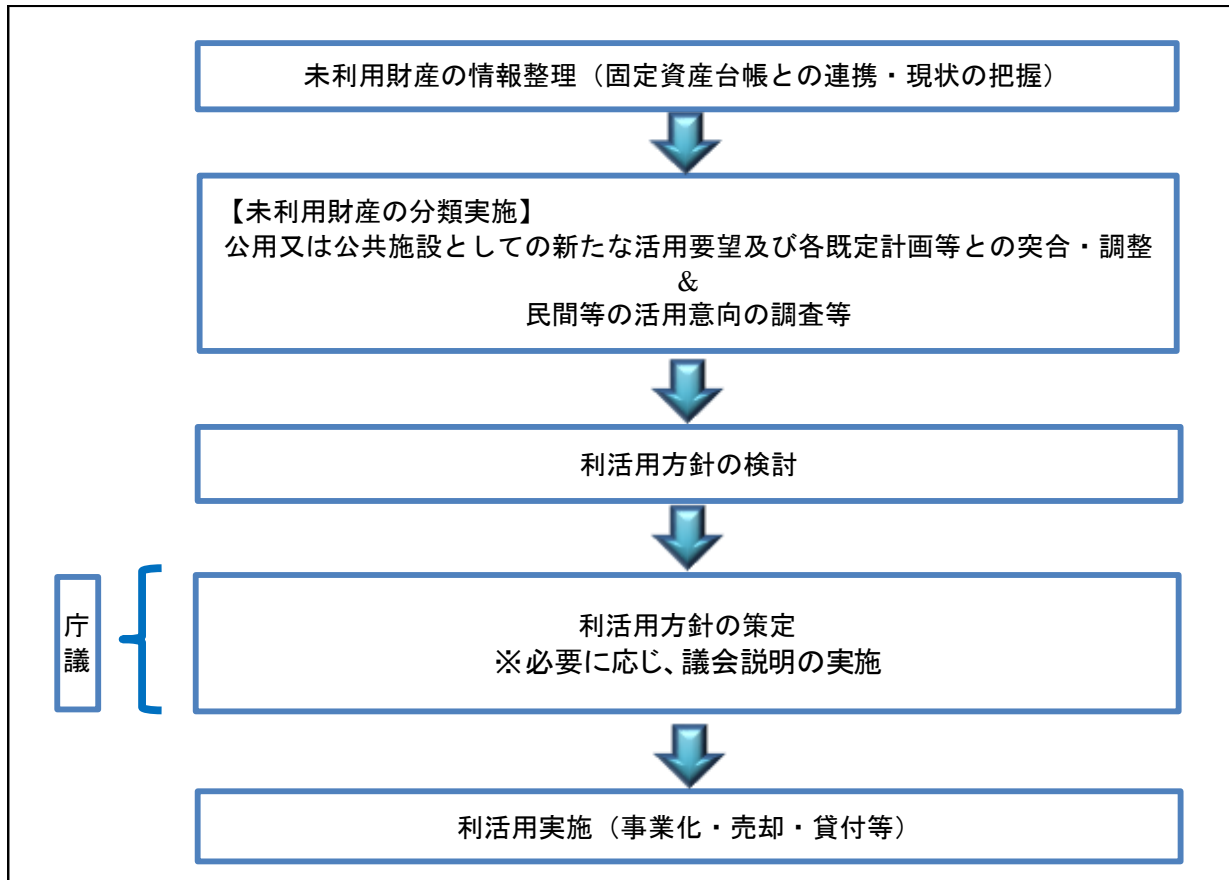 未利用財産の情報整理（固定資産台帳との連携・現状の把握）
【未利用財産の分類実施】
公用又は公共施設としての新たな活用要望及び各既定計画等との突合・調整
&
民間等の活用意向の調査等
利活用方針の検討
庁議
利活用方針の策定
※必要に応じ、議会説明の実施
利活用実施（事業化・売却・貸付等）